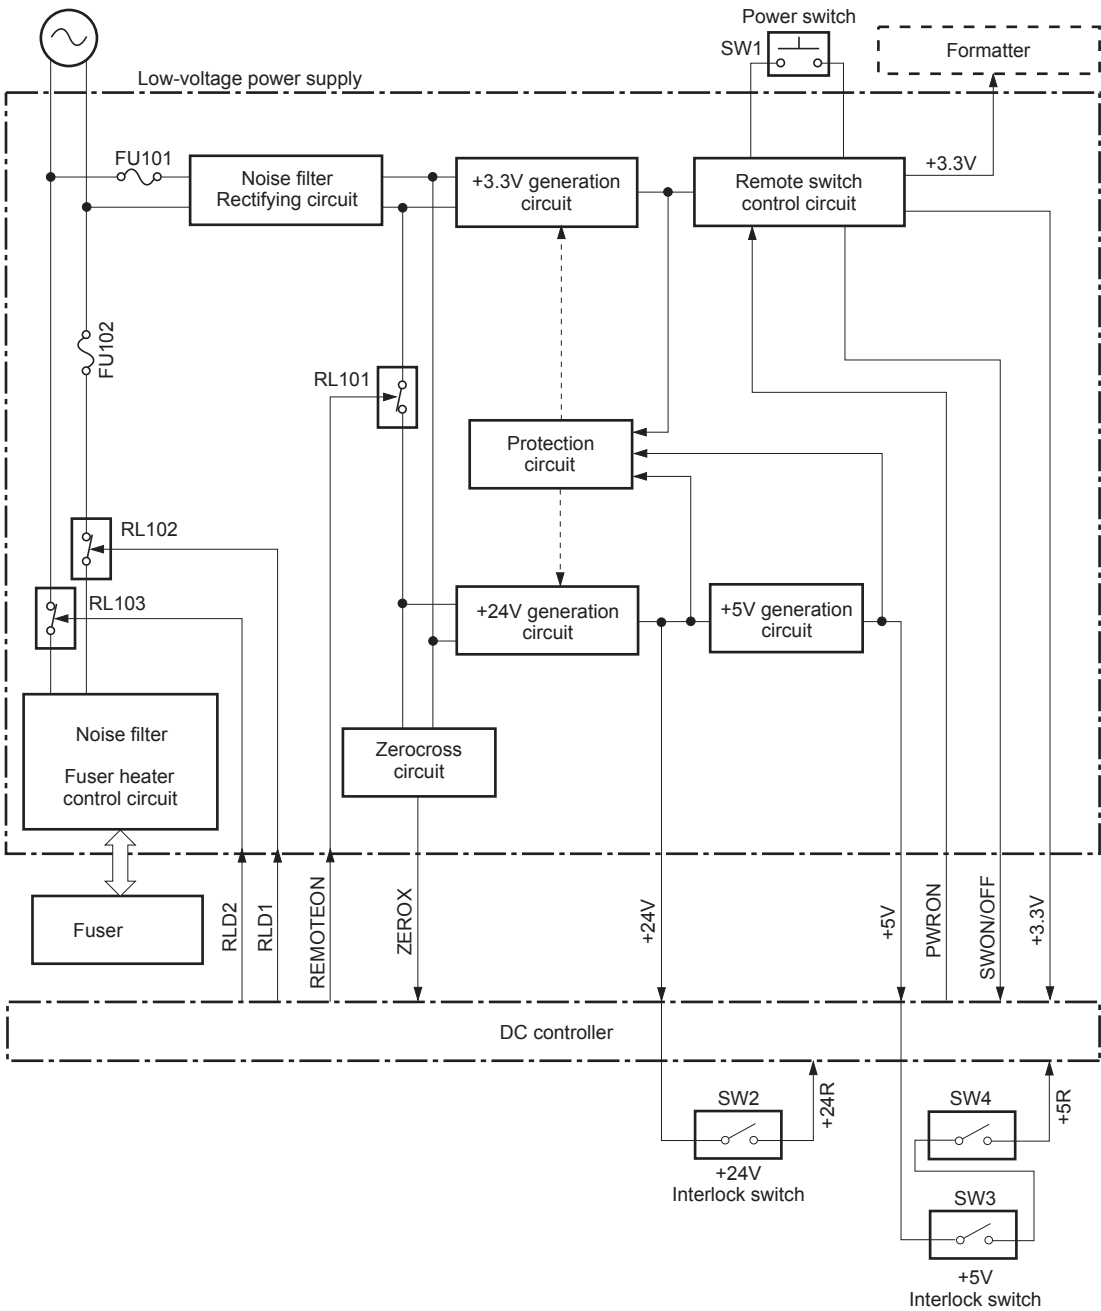 Power switch
SW1
Formatter
Low-voltage power supply
FU101
Noise filter
Rectifying circuit
+3.3V generation
circuit
Remote switch
control circuit
+3.3V
FU102
RL101
Protection
circuit
RL102
RL103
+24V generation
circuit
+5V generation
circuit
Noise filter
Fuser heater
control circuit
Zerocross
circuit
Fuser
RLD2
RLD1
REMOTEON
ZEROX
+24V
+5V
PWRON
SWON/OFF
+3.3V
DC controller
SW2
+24R
+24V
Interlock switch
SW4
+5R
SW3
+5V
Interlock switch